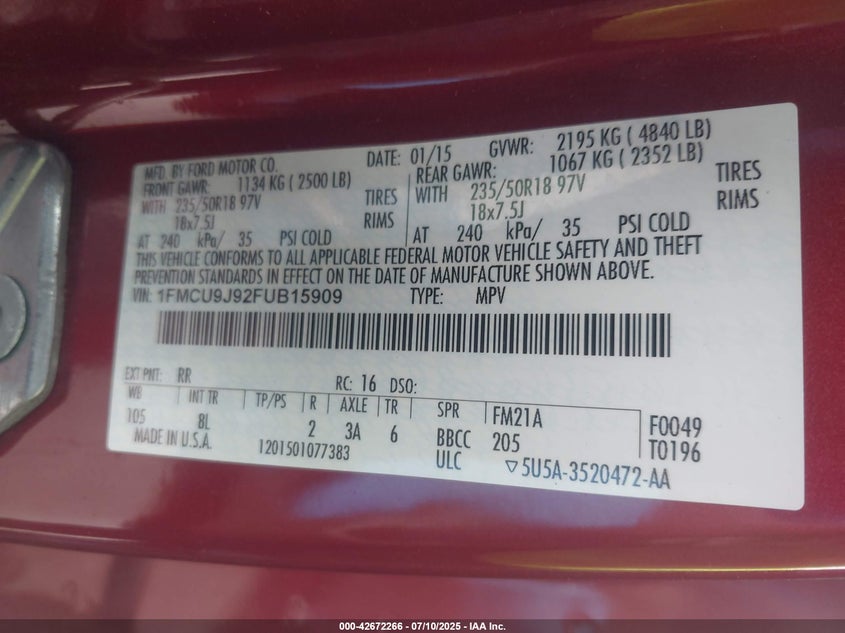 MFD. BY FORD MOTOR CO. DATE: 01/15 GVWR: 2195 KG ( 4840 LB)
FRONT GAWR: 1134 KG ( 2500 LB) REAR GAWR: 1067 KG ( 2352 LB)
WITH 235/50R18 97V TIRES WITH 235/50R18 97V TIRES
18x7.5J RIMS 18x7.5J RIMS
AT 240 kPa/ 35 PSI COLD AT 240 kPa/ 35 PSI COLD
THIS VEHICLE CONFORMS TO ALL APPLICABLE FEDERAL MOTOR VEHICLE SAFETY AND THEFT
PREVENTION STANDARDS IN EFFECT ON THE DATE OF MANUFACTURE SHOWN ABOVE.
VIN: 1FMCU9J92FUB15909 TYPE: MPV
EXT PNT: RR RC: 16 DSO:
WB INT TR TP/PS R AXLE TR SPR FM21A F0049
105 8L 2 3A 6 BBCC 205 T0196
MADE IN U.S.A. 1201501077383 ULC ▽5U5A-3520472-AA
000-42672266 - 07/10/2025 - IAA Inc.